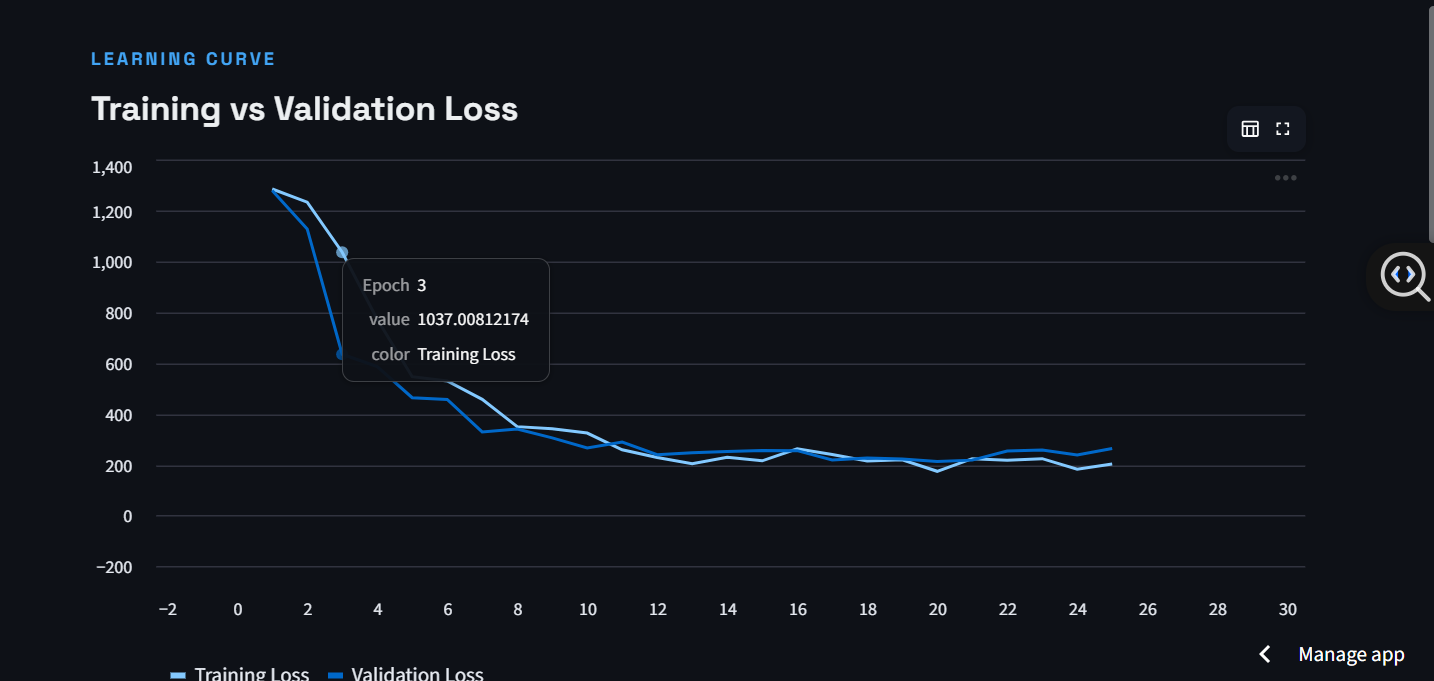 LEARNING CURVE
Training vs Validation Loss
1,400
1,200
1,000
800
600
400
200
0
−200
Epoch 3
value 1037.00812174
color Training Loss
−2 0 2 4 6 8 10 12 14 16 18 20 22 24 26 28 30
Manage app
Training Loss Validation Loss